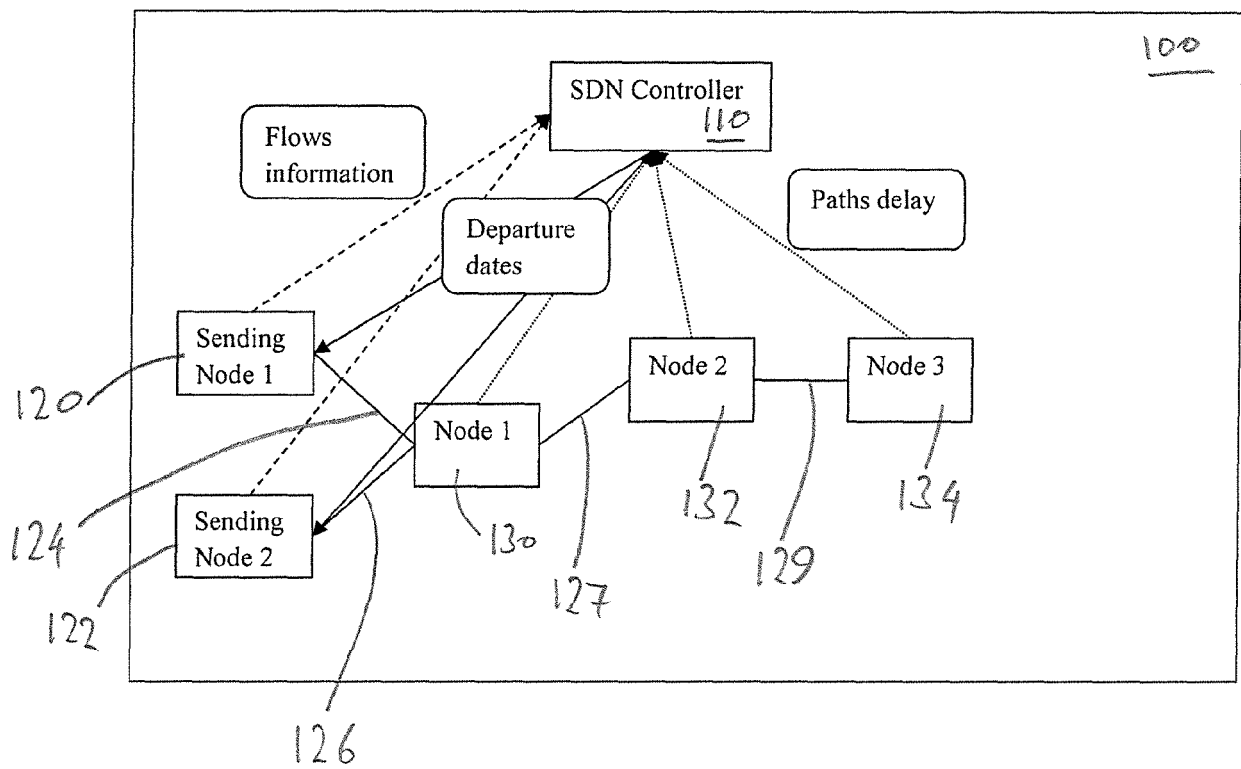 100
SDN Controller
110
Flows
information
Paths delay
Departure
dates
Sending
Node 1
Node 2
Node 3
120
Node 1
132
134
124
Sending
Node 2
130
129
127
122
126